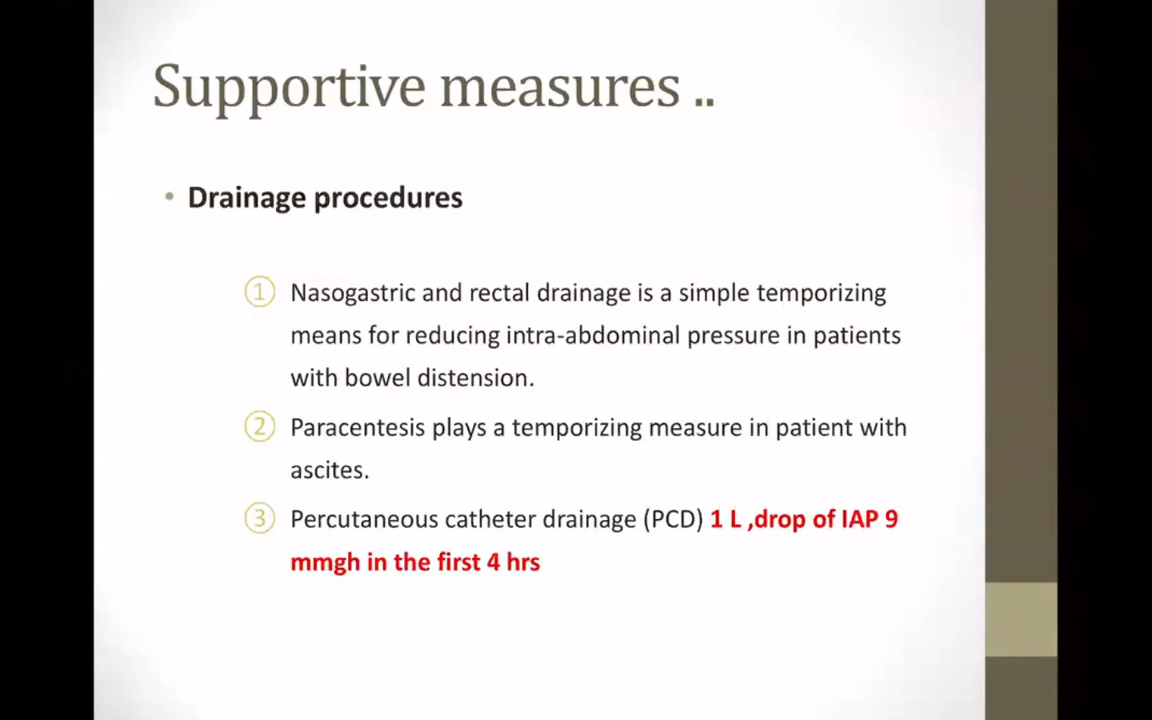 Supportive measures ..
• Drainage procedures
① Nasogastric and rectal drainage is a simple temporizing
means for reducing intra-abdominal pressure in patients
with bowel distension.
② Paracentesis plays a temporizing measure in patient with
ascites.
③ Percutaneous catheter drainage (PCD) 1 L ,drop of IAP 9
mmgh in the first 4 hrs